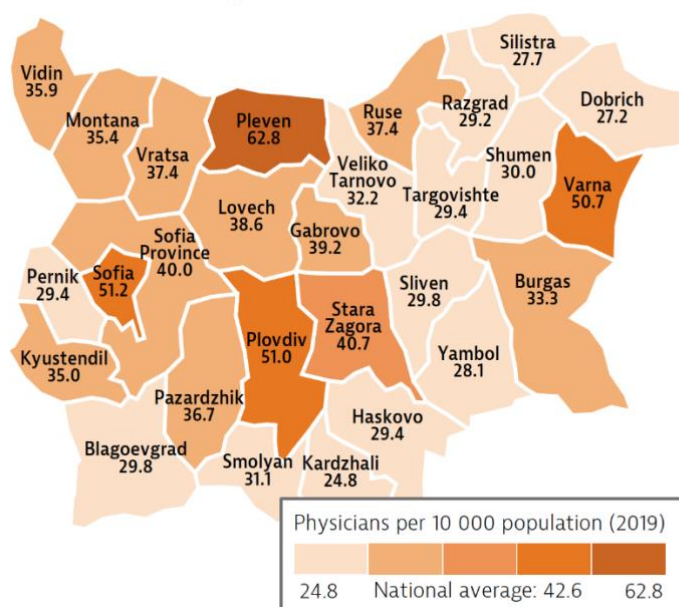 Silistra
27.7
Vidin
35.9
Dobrich
27.2
Razgrad
29.2
Ruse
37.4
Montana
35.4
Pleven
62.8
Vratsa
37.4
Shumen
30.0
Veliko
Tarnovo
32.2
Targovishte
29.4
Varna
50.7
Lovech
38.6
Gabrovo
39.2
Sofia
Province
40.0
Pernik
29.4
Sofia
51.2
Sliven
29.8
Burgas
33.3
Stara
Zagora
40.7
Plovdiv
51.0
Yambol
28.1
Kyustendil
35.0
Pazardzhik
36.7
Haskovo
29.4
Blagoevgrad
29.8
Smolyan
31.1
Kardzhali
24.8
Physicians per 10 000 population (2019)
24.8 National average: 42.6 62.8